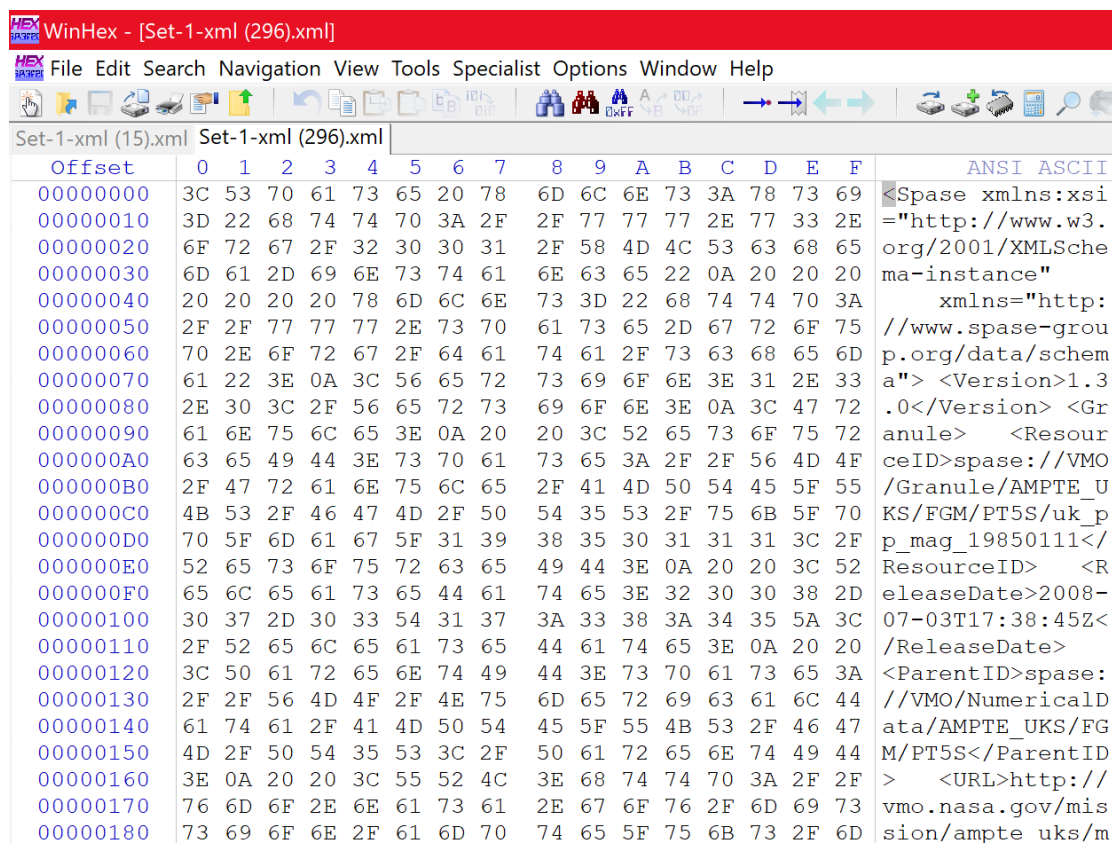 HEX WinHex - [Set-1-xml (296).xml]
HEX File Edit Search Navigation View Tools Specialist Options Window Help
Set-1-xml (15).xml Set-1-xml (296).xml
Offset 0 1 2 3 4 5 6 7 8 9 A B C D E F ANSI ASCII
00000000 3C 53 70 61 73 65 20 78 6D 6C 6E 73 3A 78 73 69 <Spase xmlns:xsi
00000010 3D 22 68 74 74 70 3A 2F 2F 77 77 77 2E 77 33 2E ="http://www.w3.
00000020 6F 72 67 2F 32 30 30 31 2F 58 4D 4C 53 63 68 65 org/2001/XMLSche
00000030 6D 61 2D 69 6E 73 74 61 6E 63 65 22 0A 20 20 20 ma-instance"
00000040 20 20 20 20 78 6D 6C 6E 73 3D 22 68 74 74 70 3A xmlns="http:
00000050 2F 2F 77 77 77 2E 73 70 61 73 65 2D 67 72 6F 75 //www.spase-grou
00000060 70 2E 6F 72 67 2F 64 61 74 61 2F 73 63 68 65 6D p.org/data/schem
00000070 61 22 3E 0A 3C 56 65 72 73 69 6F 6E 3E 31 2E 33 a"> <Version>1.3
00000080 2E 30 3C 2F 56 65 72 73 69 6F 6E 3E 0A 3C 47 72 .0</Version> <Gr
00000090 61 6E 75 6C 65 3E 0A 20 20 3C 52 65 73 6F 75 72 anule> <Resour
000000A0 63 65 49 44 3E 73 70 61 73 65 3A 2F 2F 56 4D 4F ceID>spase://VMO
000000B0 2F 47 72 61 6E 75 6C 65 2F 41 4D 50 54 45 5F 55 /Granule/AMPTE_U
000000C0 4B 53 2F 46 47 4D 2F 50 54 35 53 2F 75 6B 5F 70 KS/FGM/PT5S/uk_p
000000D0 70 5F 6D 61 67 5F 31 39 38 35 30 31 31 31 3C 2F p_mag_19850111</
000000E0 52 65 73 6F 75 72 63 65 49 44 3E 0A 20 20 3C 52 ResourceID> <R
000000F0 65 6C 65 61 73 65 44 61 74 65 3E 32 30 30 38 2D eleaseDate>2008-
00000100 30 37 2D 30 33 54 31 37 3A 33 38 3A 34 35 5A 3C 07-03T17:38:45Z<
00000110 2F 52 65 6C 65 61 73 65 44 61 74 65 3E 0A 20 20 /ReleaseDate>
00000120 3C 50 61 72 65 6E 74 49 44 3E 73 70 61 73 65 3A <ParentID>spase:
00000130 2F 2F 56 4D 4F 2F 4E 75 6D 65 72 69 63 61 6C 44 //VMO/NumericalD
00000140 61 74 61 2F 41 4D 50 54 45 5F 55 4B 53 2F 46 47 ata/AMPTE_UKS/FG
00000150 4D 2F 50 54 35 53 3C 2F 50 61 72 65 6E 74 49 44 M/PT5S</ParentID
00000160 3E 0A 20 20 3C 55 52 4C 3E 68 74 74 70 3A 2F 2F > <URL>http://
00000170 76 6D 6F 2E 6E 61 73 61 2E 67 6F 76 2F 6D 69 73 vmo.nasa.gov/mis
00000180 73 69 6F 6E 2F 61 6D 70 74 65 5F 75 6B 73 2F 6D sion/ampte_uks/m